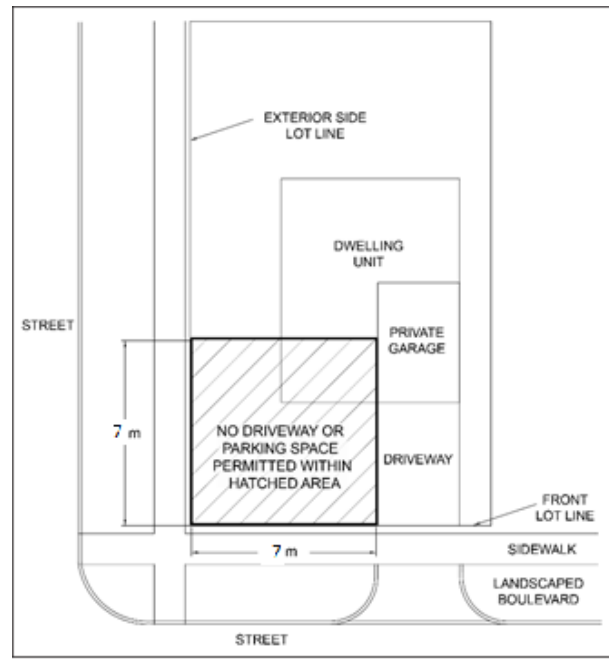 EXTERIOR SIDE
LOT LINE
DWELLING
UNIT
STREET
PRIVATE
GARAGE
7 m
NO DRIVEWAY OR
PARKING SPACE
PERMITTED WITHIN
HATCHED AREA
DRIVEWAY
FRONT
LOT LINE
7 m
SIDEWALK
LANDSCAPED
BOULEVARD
STREET